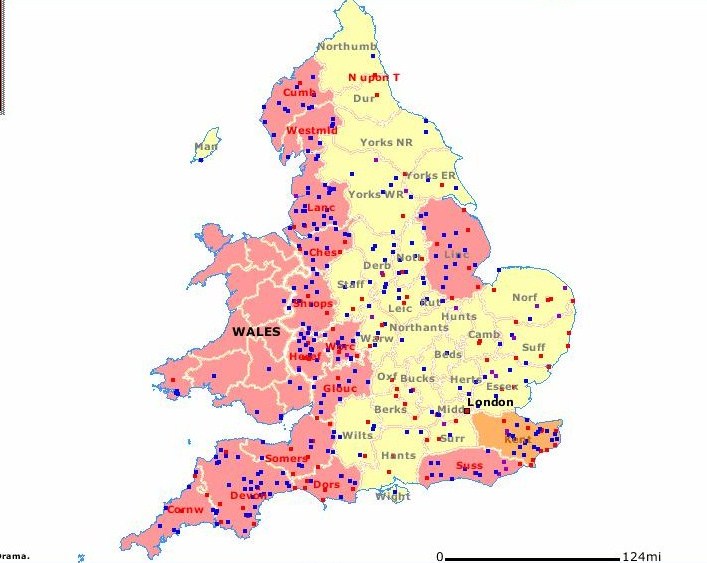 Northumb
N upon T
Cumb
Dur
Westmld
Man
Yorks NR
Yorks ER
Yorks WR
Lanc
Ches
Nott
Linc
Derb
Staff
Shrops
Leic
Rut
Norf
Hunts
WALES
Northants
Camb
Warw
Worc
Suff
Heref
Beds
Oxf
Bucks
Herts
Essex
Glouc
London
Berks
Midd
Wilts
Surr
Kent
Hants
Somers
Suss
Dors
Devon
Wight
Cornw
Drama.
0
124mi